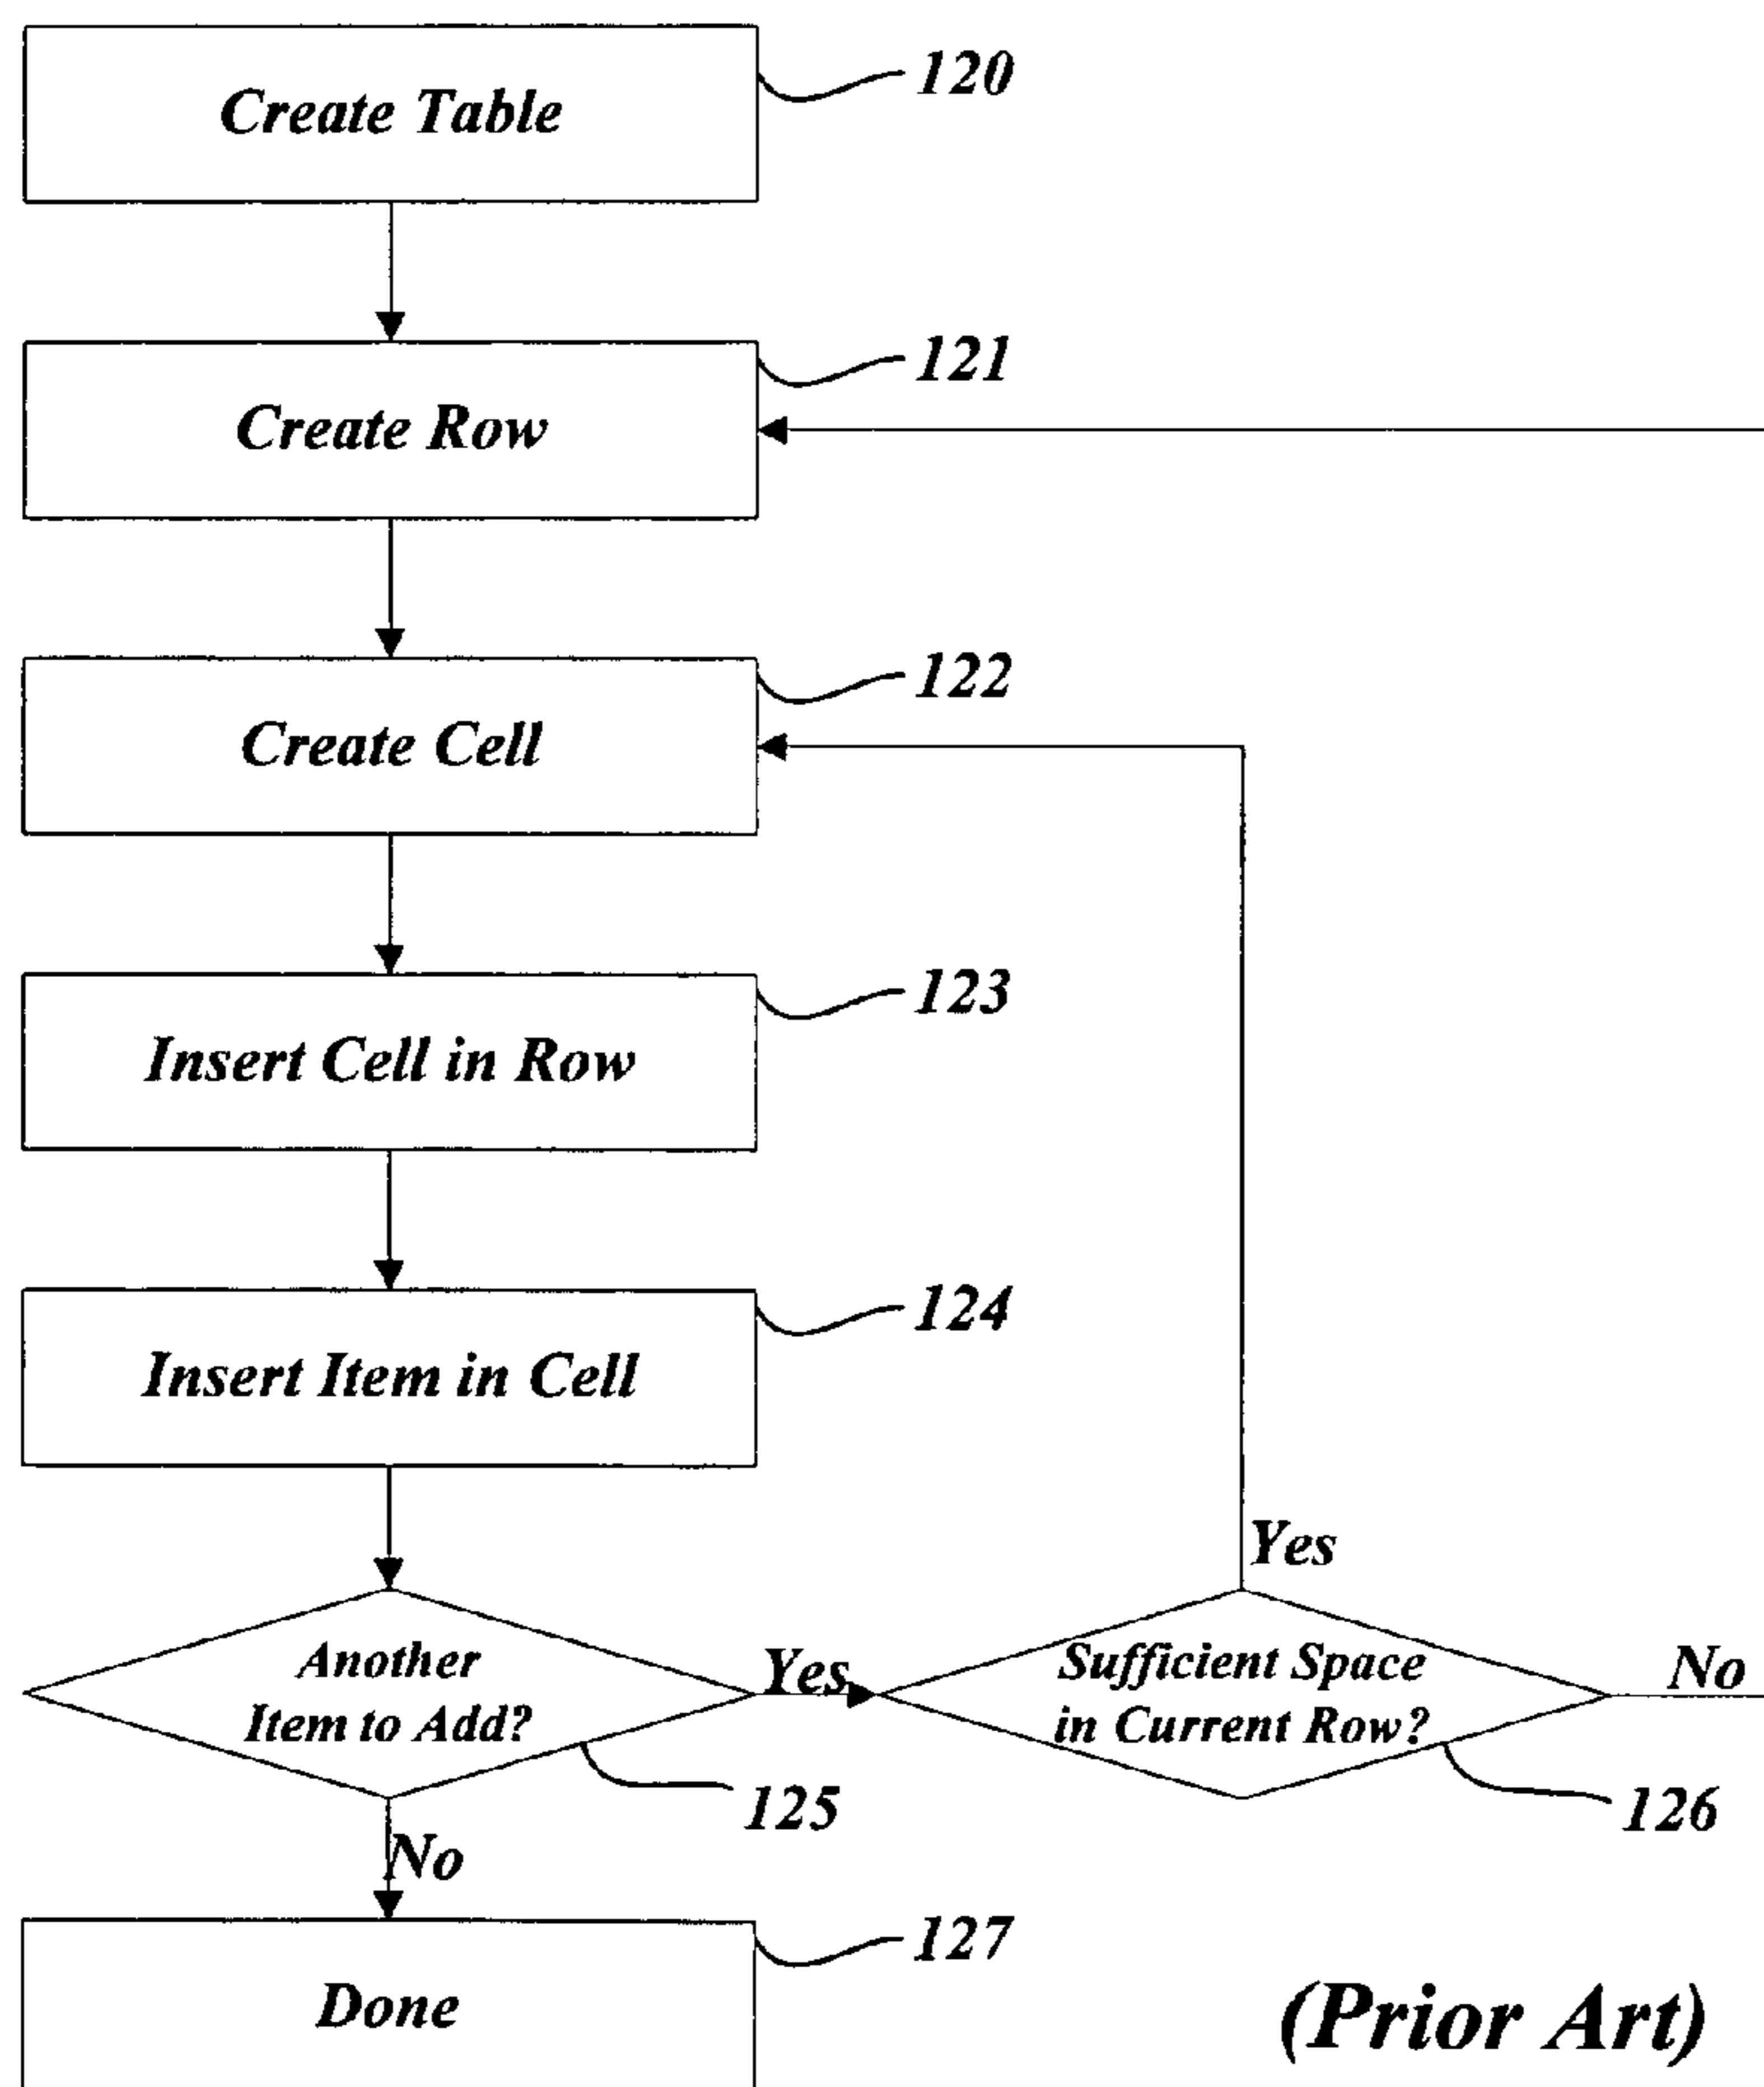 Create Table
120
Create Row
121
Create Cell
122
Insert Cell in Row
123
Insert Item in Cell
124
Another
Item to Add?
125
Yes
Sufficient Space
in Current Row?
126
Yes
No
No
Done
127
(Prior Art)